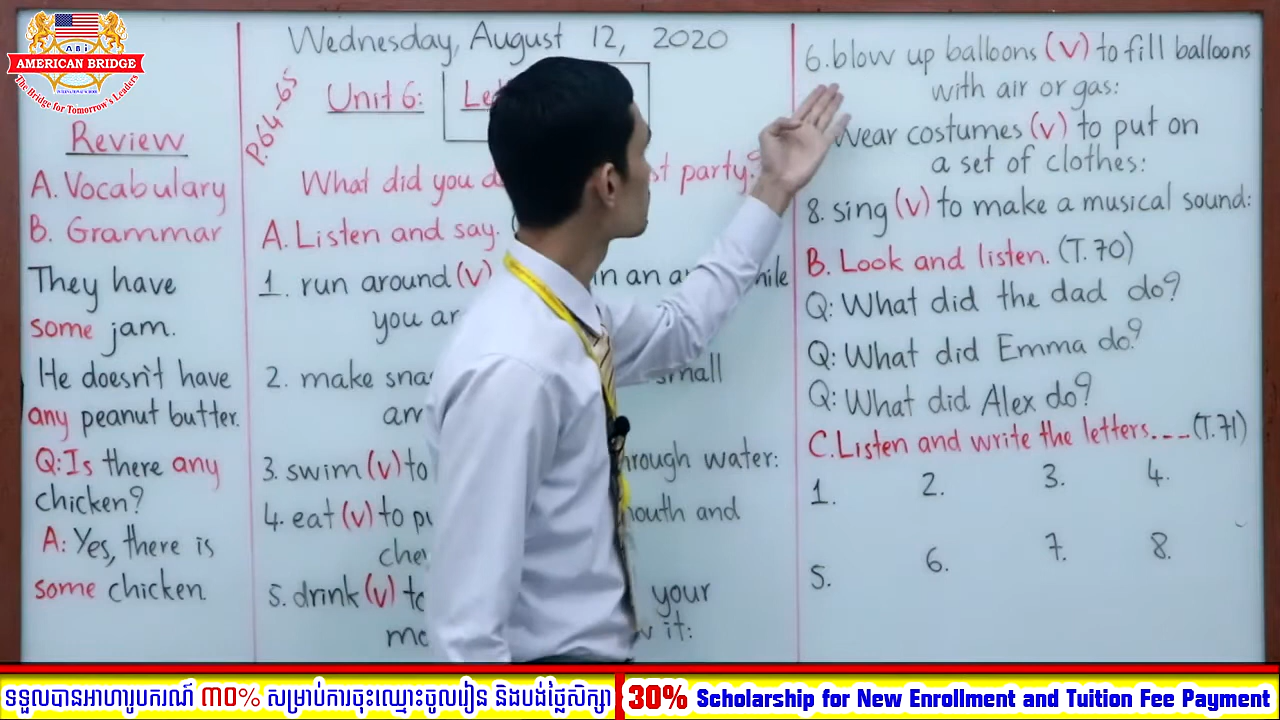 ABi
AMERICAN BRIDGE
INTERNATIONAL SCHOOL
The Bridge for Tomorrow's Leaders
Review
A. Vocabulary
B. Grammar
They have
some jam.
He doesn't have
any peanut butter.
Q: Is there any
chicken?
A: Yes, there is
some chicken
Wednesday, August 12, 2020
P.64-65
Unit 6: Le
What did you d st party?
A. Listen and say.
1. run around (v) in an a hile
you ar
2. make sna small
am
3. swim (v) to hrough water:
4. eat (v) to pu outh and
chew
5. drink (v) to your
mo w it:
6. blow up balloons (v) to fill balloons
with air or gas:
wear costumes (v) to put on
a set of clothes:
8. sing (v) to make a musical sound:
B. Look and listen. (T.70)
Q: What did the dad do?
Q: What did Emma do?
Q: What did Alex do?
C. Listen and write the letters... (T.71)
1. 2. 3. 4.
5. 6. 7. 8.
ទទួលបានអាហារូបករណ៍ ៣០% សម្រាប់ការចុះឈ្មោះចូលរៀន និងបង់ថ្លៃសិក្សា
30% Scholarship for New Enrollment and Tuition Fee Payment